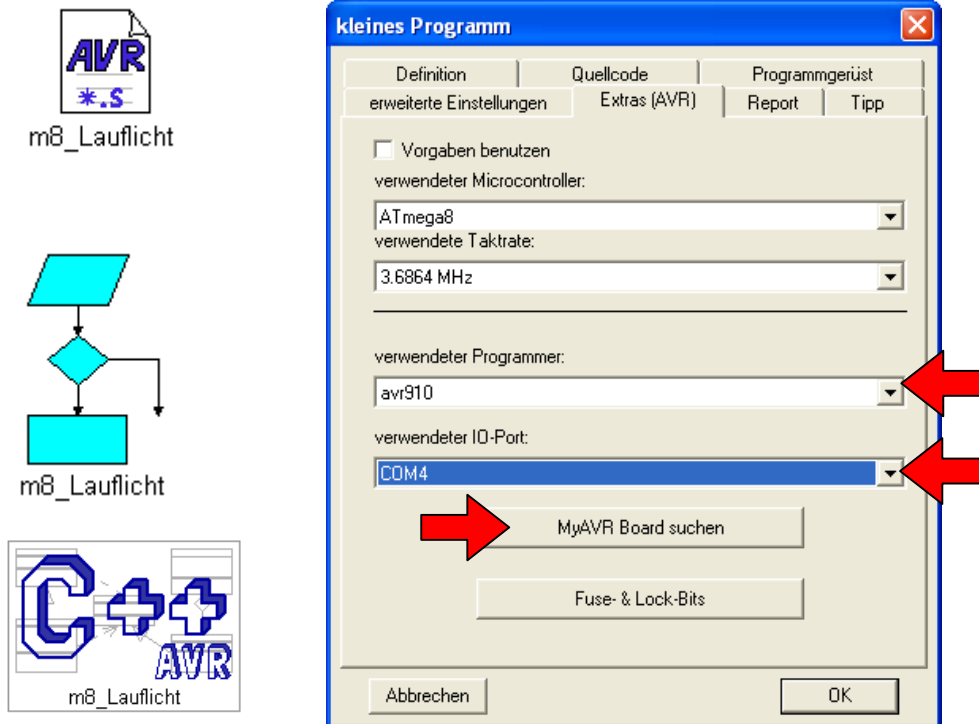 AVR
*.S
m8_Lauflicht
m8_Lauflicht
C++
AVR
m8_Lauflicht
kleines Programm
Definition Quellcode Programmgerüst
erweiterte Einstellungen Extras (AVR) Report Tipp
Vorgaben benutzen
verwendeter Microcontroller:
ATmega8
verwendete Taktrate:
3.6864 MHz
verwendeter Programmer:
avr910
verwendeter IO-Port:
COM4
MyAVR Board suchen
Fuse- & Lock-Bits
Abbrechen OK